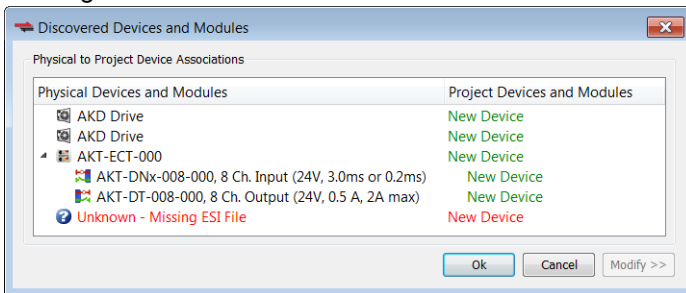 Discovered Devices and Modules
Physical to Project Device Associations
Physical Devices and Modules Project Devices and Modules
AKD Drive New Device
AKD Drive New Device
AKT-ECT-000 New Device
AKT-DNx-008-000, 8 Ch. Input (24V, 3.0ms or 0.2ms) New Device
AKT-DT-008-000, 8 Ch. Output (24V, 0.5 A, 2A max) New Device
Unknown - Missing ESI File New Device
Ok Cancel Modify >>